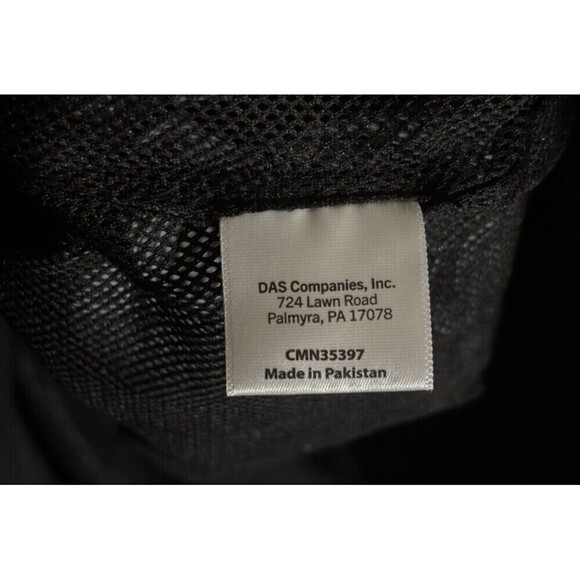 DAS Companies, Inc.
724 Lawn Road
Palmyra, PA 17078
CMN35397
Made in Pakistan